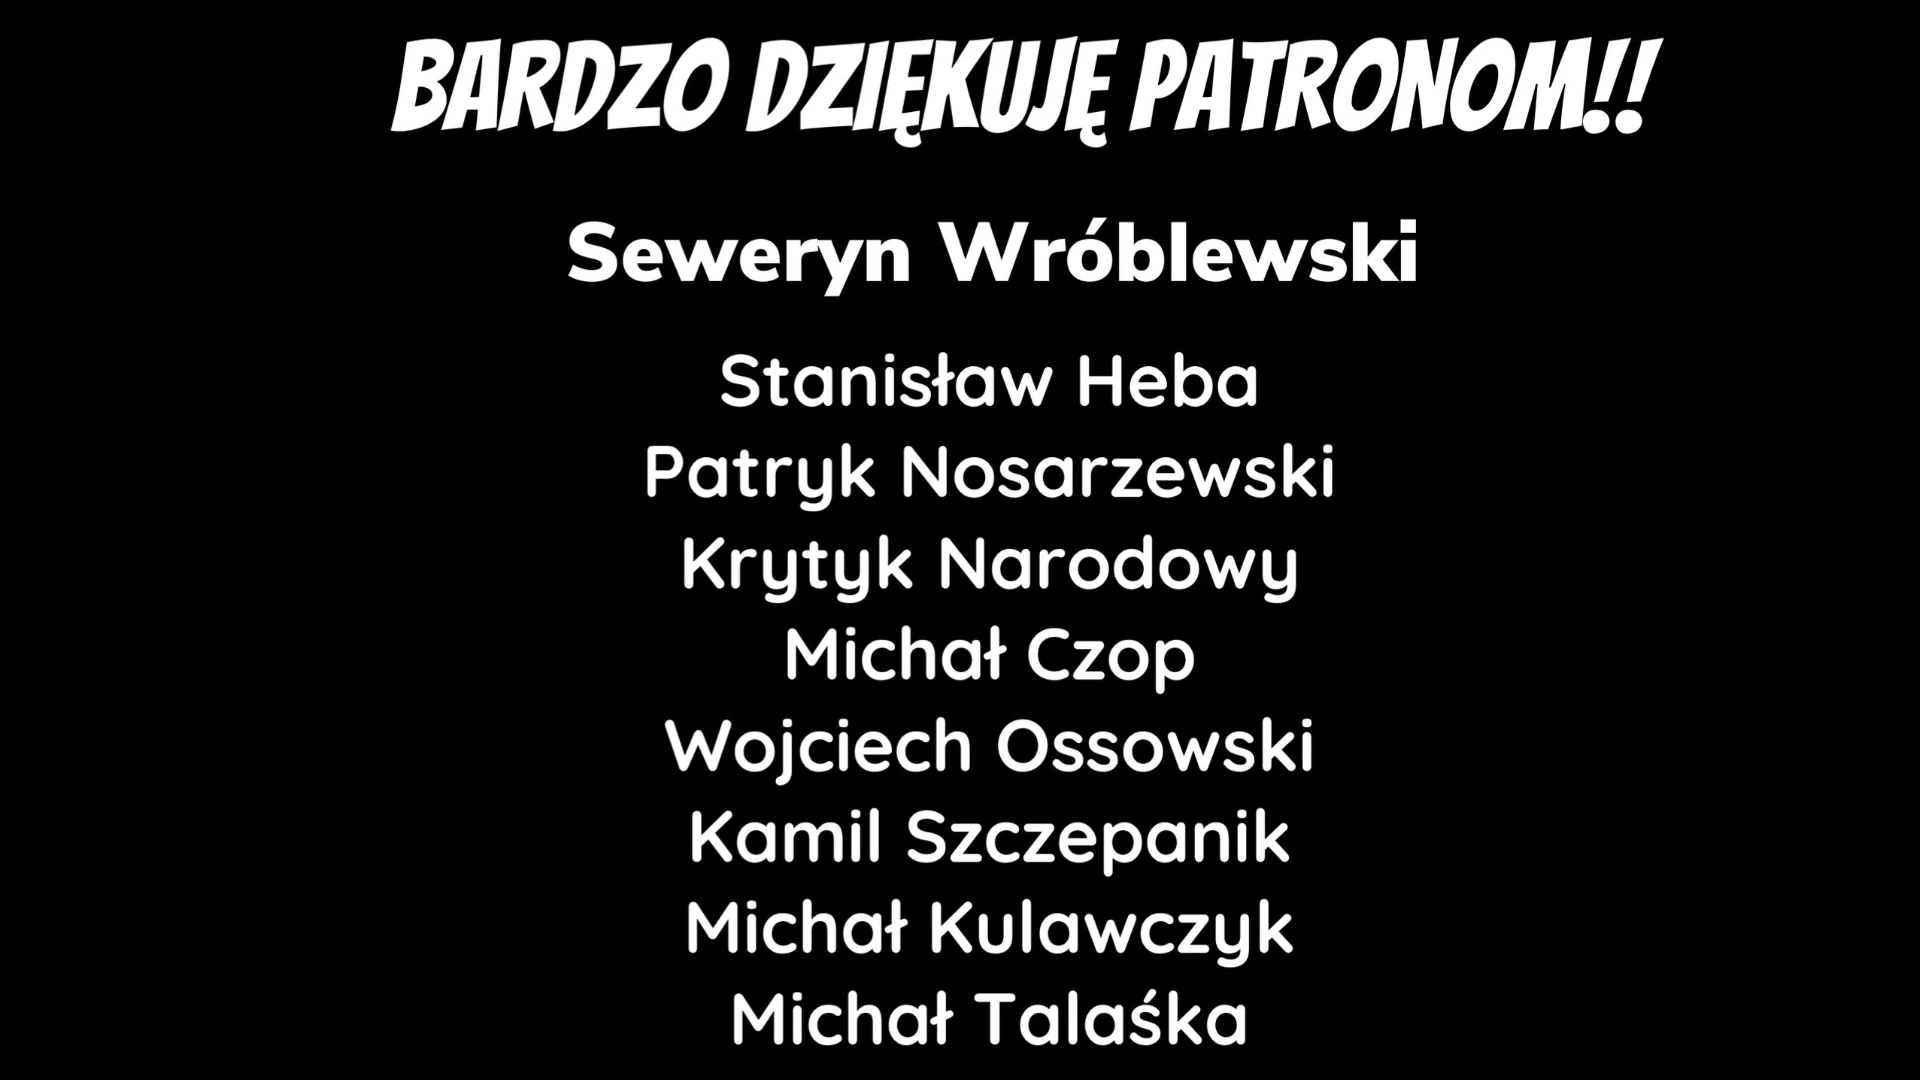 BARDZO DZIĘKUJĘ PATRONOM!!
Seweryn Wróblewski
Stanisław Heba
Patryk Nosarzewski
Krytyk Narodowy
Michał Czop
Wojciech Ossowski
Kamil Szczepanik
Michał Kulawczyk
Michał Talaśka